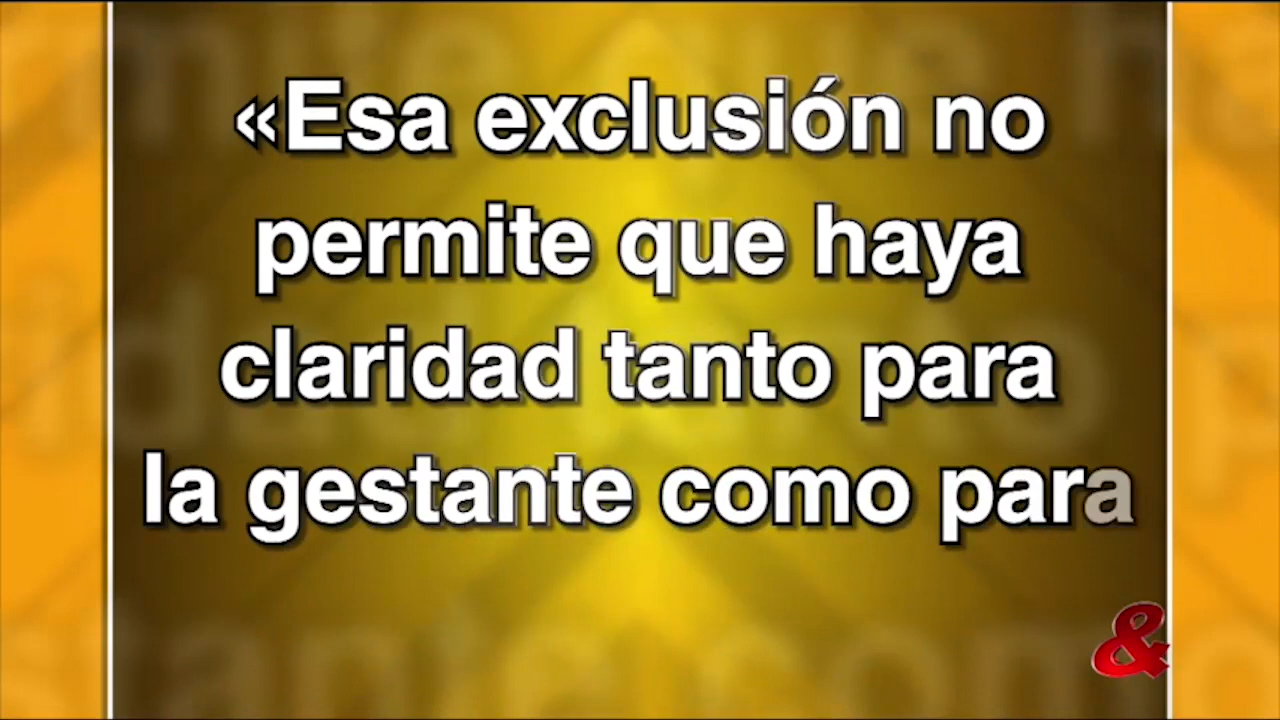 «Esa exclusión no
permite que haya
claridad tanto para
la gestante como para
&